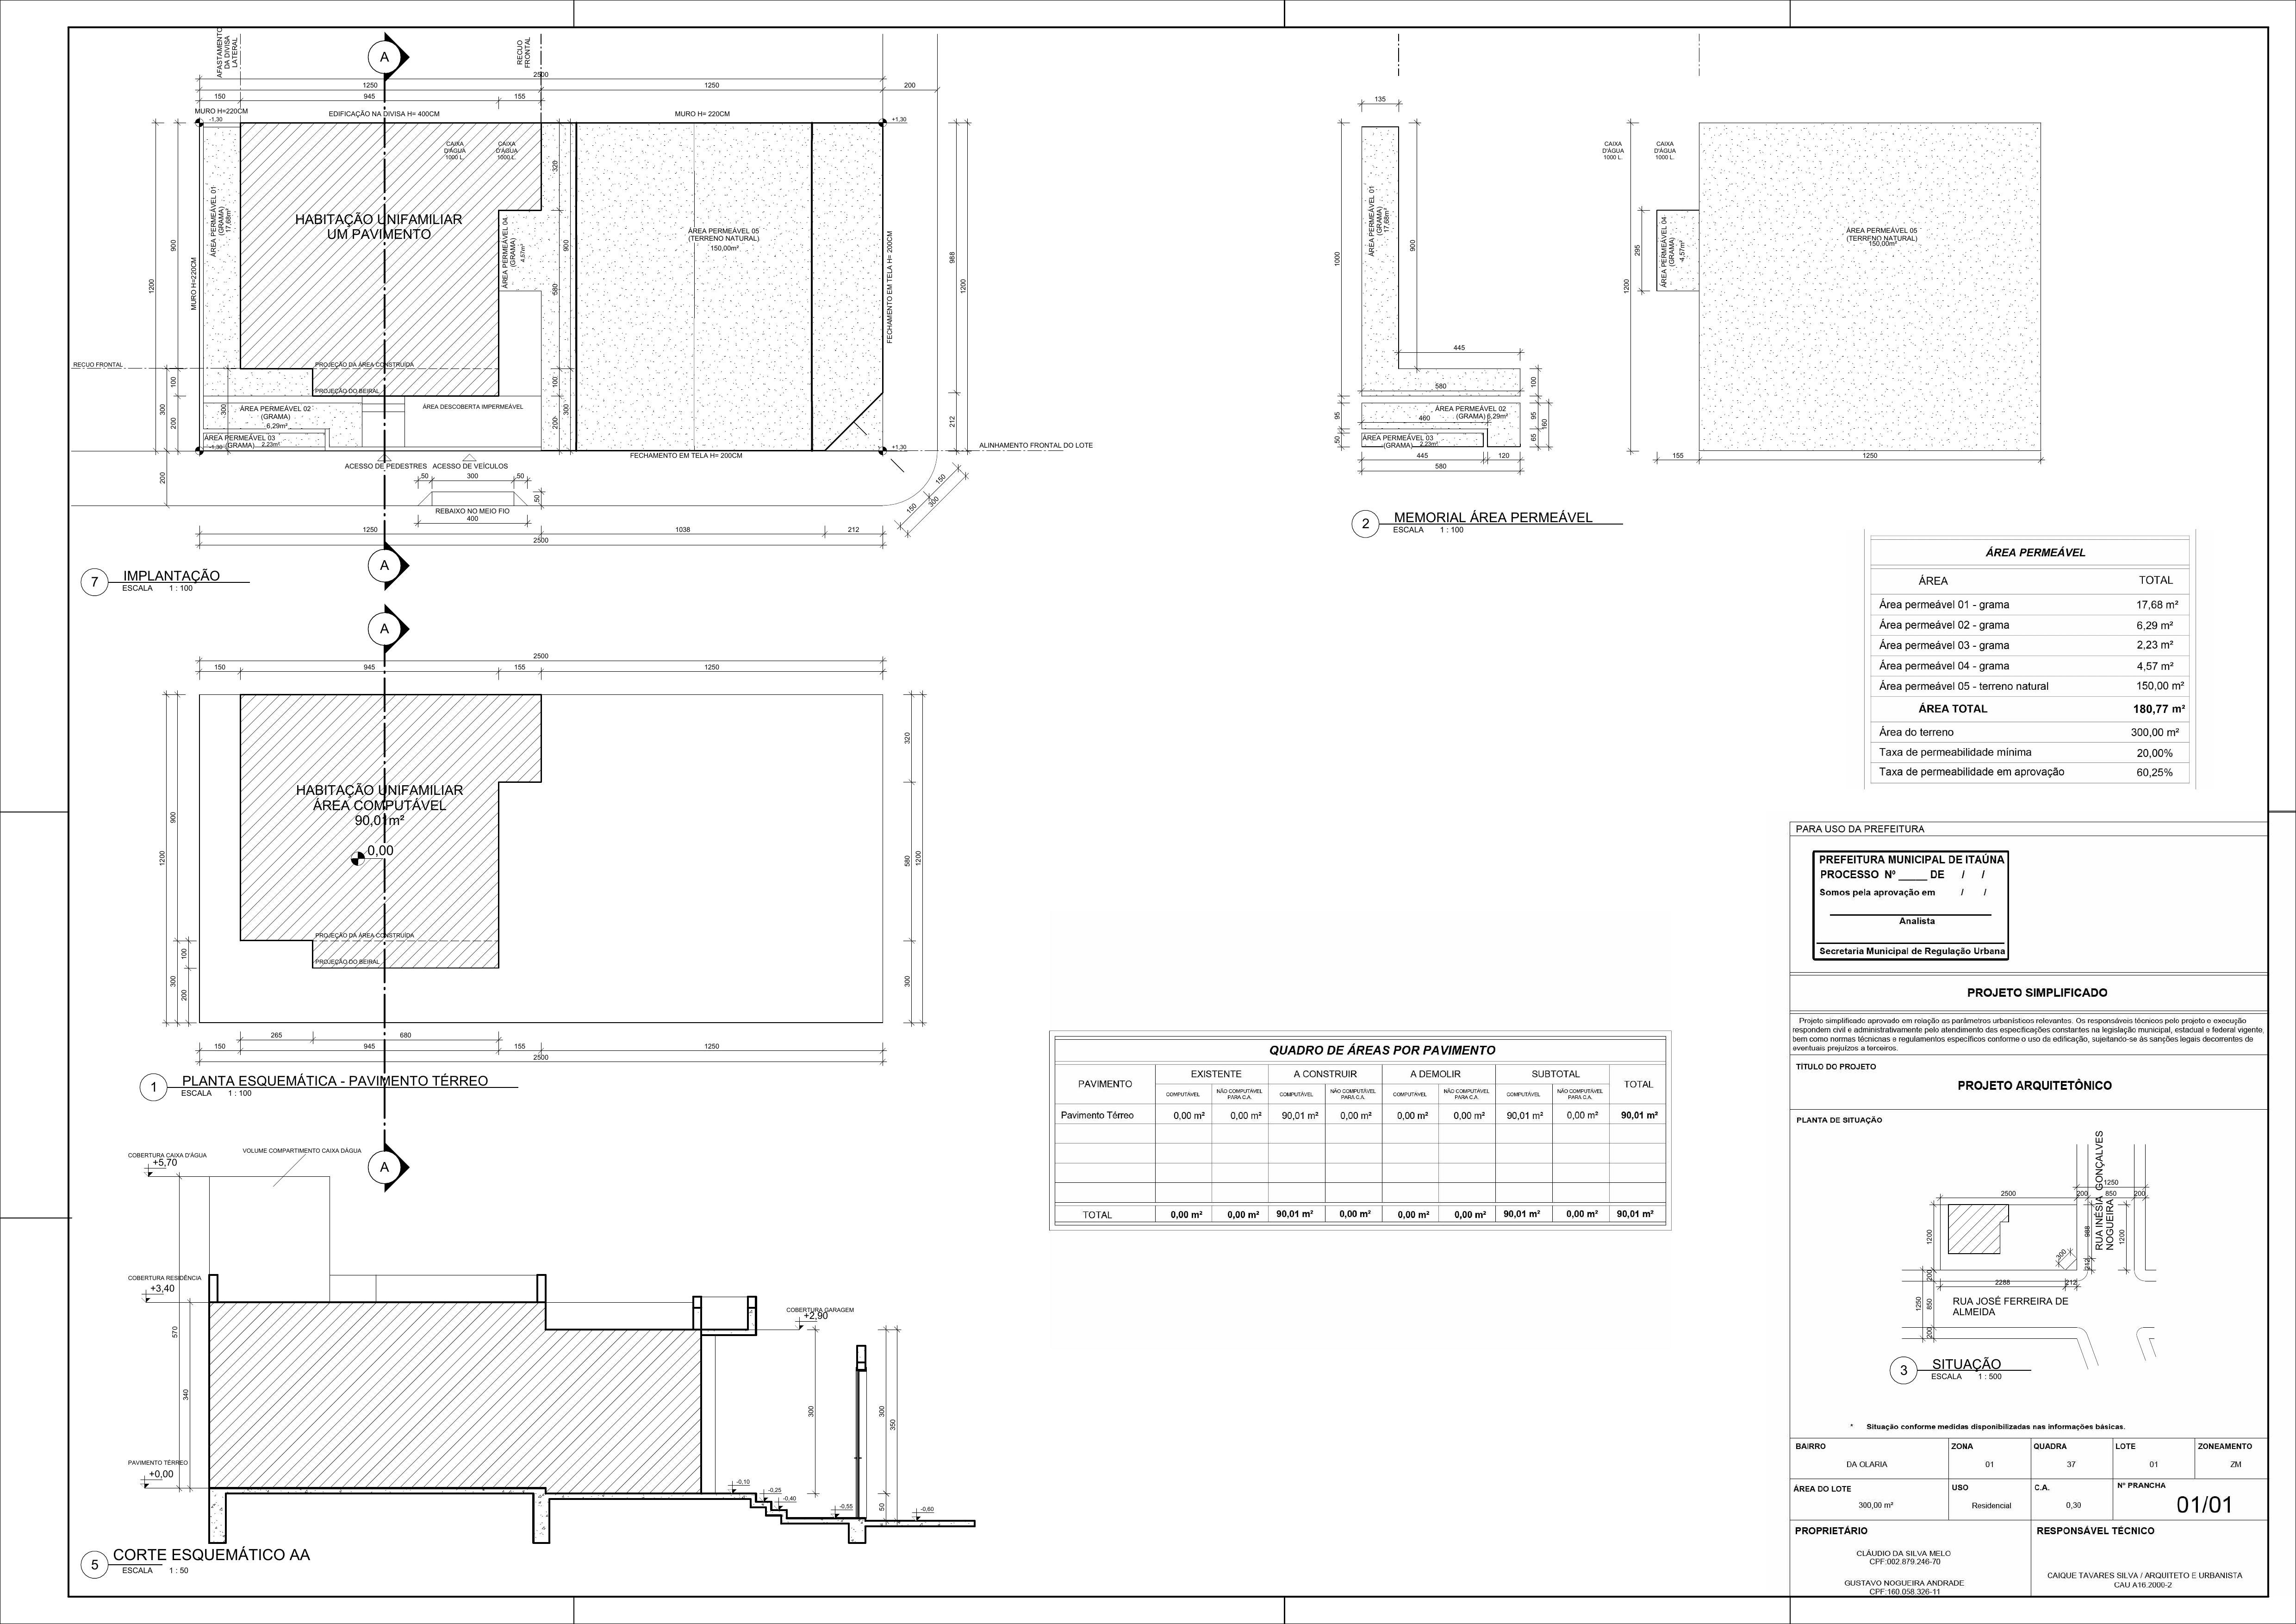 AFASTAMENTO
DA DIVISA
LATERAL
A
RECUO
FRONTAL
2500
1250
1250
200
150
945
155
MURO H=220CM
-1,30
EDIFICAÇÃO NA DIVISA H= 400CM
MURO H= 220CM
+1,30
CAIXA
D'ÁGUA
1000 L.
CAIXA
D'ÁGUA
1000 L.
320
ÁREA PERMEÁVEL 01
(GRAMA)
17,68m²
HABITAÇÃO UNIFAMILIAR
UM PAVIMENTO
ÁREA PERMEÁVEL 04
(GRAMA)
4,57m²
ÁREA PERMEÁVEL 05
(TERRENO NATURAL)
150,00m²
900
1200
MURO H=220CM
900
580
988
1200
FECHAMENTO EM TELA H= 200CM
RECUO FRONTAL
PROJEÇÃO DA ÁREA CONSTRUÍDA
PROJEÇÃO DO BEIRAL
100
300
200
300
100
300
200
212
ÁREA PERMEÁVEL 02
(GRAMA)
6,29m²
ÁREA DESCOBERTA IMPERMEÁVEL
ÁREA PERMEÁVEL 03
(GRAMA)
2,23m²
-1,30
+1,30
ALINHAMENTO FRONTAL DO LOTE
FECHAMENTO EM TELA H= 200CM
ACESSO DE PEDESTRES
ACESSO DE VEÍCULOS
200
50
300
50
50
REBAIXO NO MEIO FIO
400
150
150
300
1250
1038
212
2500
A
7
IMPLANTAÇÃO
ESCALA 1 : 100
135
1000
900
ÁREA PERMEÁVEL 01
(GRAMA)
17,68m²
445
580
100
95
50
460
ÁREA PERMEÁVEL 02
(GRAMA) 6,29m²
95
160
65
ÁREA PERMEÁVEL 03
(GRAMA)
2,23m²
445
120
580
CAIXA
D'ÁGUA
1000 L.
CAIXA
D'ÁGUA
1000 L.
295
1200
ÁREA PERMEÁVEL 04
(GRAMA)
4,57m²
ÁREA PERMEÁVEL 05
(TERRENO NATURAL)
150,00m²
155
1250
2
MEMORIAL ÁREA PERMEÁVEL
ESCALA 1 : 100
ÁREA PERMEÁVEL
ÁREA TOTAL
Área permeável 01 - grama 17,68 m²
Área permeável 02 - grama 6,29 m²
Área permeável 03 - grama 2,23 m²
Área permeável 04 - grama 4,57 m²
Área permeável 05 - terreno natural 150,00 m²
ÁREA TOTAL 180,77 m²
Área do terreno 300,00 m²
Taxa de permeabilidade mínima 20,00%
Taxa de permeabilidade em aprovação 60,25%
A
2500
150
945
155
1250
HABITAÇÃO UNIFAMILIAR
ÁREA COMPUTÁVEL
90,01m²
0,00
900
1200
320
580
1200
300
PROJEÇÃO DA ÁREA CONSTRUÍDA
PROJEÇÃO DO BEIRAL
100
300
200
265
680
150
945
155
1250
2500
1
PLANTA ESQUEMÁTICA - PAVIMENTO TÉRREO
ESCALA 1 : 100
A
COBERTURA CAIXA D'ÁGUA
+5,70
VOLUME COMPARTIMENTO CAIXA DÁGUA
COBERTURA RESIDÊNCIA
+3,40
COBERTURA GARAGEM
+2,90
570
340
300
300
350
50
PAVIMENTO TÉRREO
+0,00
-0,10
-0,25
-0,40
-0,55
-0,60
5
CORTE ESQUEMÁTICO AA
ESCALA 1 : 50
QUADRO DE ÁREAS POR PAVIMENTO
PAVIMENTO EXISTENTE A CONSTRUIR A DEMOLIR SUBTOTAL TOTAL
COMPUTÁVEL NÃO COMPUTÁVEL PARA C.A. COMPUTÁVEL NÃO COMPUTÁVEL PARA C.A. COMPUTÁVEL NÃO COMPUTÁVEL PARA C.A. COMPUTÁVEL NÃO COMPUTÁVEL PARA C.A.
Pavimento Térreo 0,00 m² 0,00 m² 90,01 m² 0,00 m² 0,00 m² 0,00 m² 90,01 m² 0,00 m² 90,01 m²
TOTAL 0,00 m² 0,00 m² 90,01 m² 0,00 m² 0,00 m² 0,00 m² 90,01 m² 0,00 m² 90,01 m²
PARA USO DA PREFEITURA
PREFEITURA MUNICIPAL DE ITAÚNA
PROCESSO Nº _____ DE / /
Somos pela aprovação em / /
Analista
Secretaria Municipal de Regulação Urbana
PROJETO SIMPLIFICADO
Projeto simplificado aprovado em relação as parâmetros urbanísticos relevantes. Os responsáveis técnicos pelo projeto e execução
respondem civil e administrativamente pelo atendimento das especificações constantes na legislação municipal, estadual e federal vigente,
bem como normas técnicnas e regulamentos específicos conforme o uso da edificação, sujeitando-se às sanções legais decorrentes de
eventuais prejuízos a terceiros.
TÍTULO DO PROJETO
PROJETO ARQUITETÔNICO
PLANTA DE SITUAÇÃO
RUA INÉSIA GONÇALVES
NOGUEIRA
1250
2500
200
850
200
1200
988
1200
300
212
200
2288
212
1250
850
200
RUA JOSÉ FERREIRA DE
ALMEIDA
3
SITUAÇÃO
ESCALA 1 : 500
* Situação conforme medidas disponibilizadas nas informações básicas.
BAIRRO ZONA QUADRA LOTE ZONEAMENTO
DA OLARIA 01 37 01 ZM
ÁREA DO LOTE USO C.A. Nº PRANCHA
300,00 m² Residencial 0,30 01/01
PROPRIETÁRIO RESPONSÁVEL TÉCNICO
CLÁUDIO DA SILVA MELO
CPF:002.879.246-70
GUSTAVO NOGUEIRA ANDRADE
CPF:160.058.326-11
CAIQUE TAVARES SILVA / ARQUITETO E URBANISTA
CAU A16.2000-2